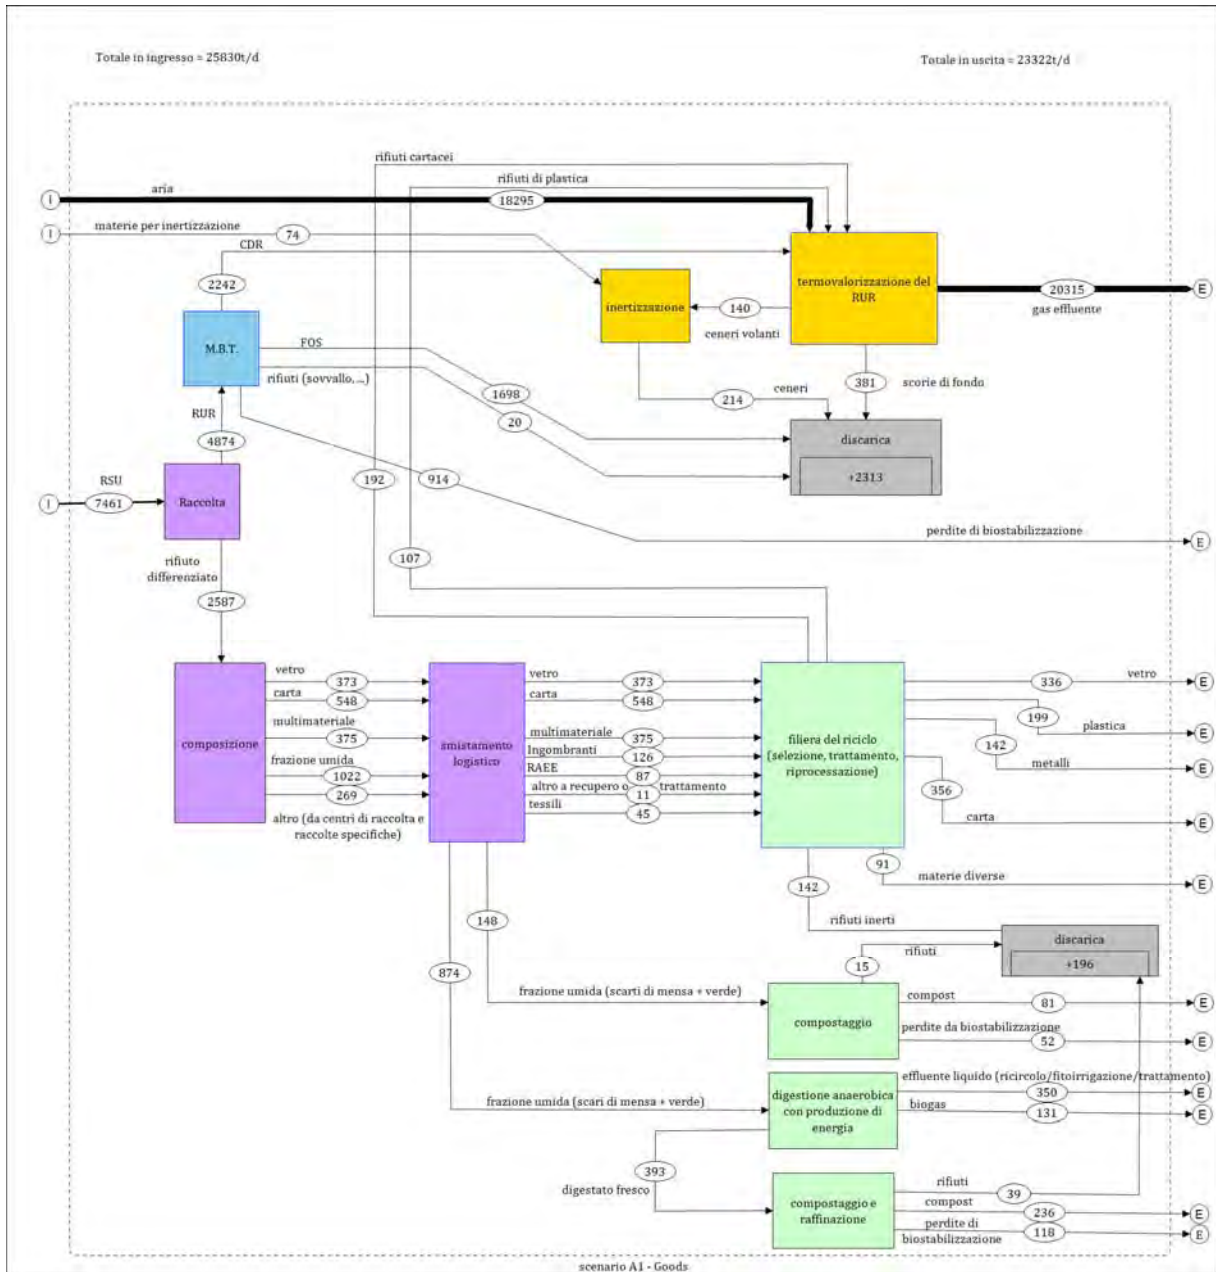 Totale in ingresso = 25830t/d
Totale in uscita = 23322t/d
rifiuti cartacei
rifiuti di plastica
aria
I
18295
materie per inertizzazione
I
74
CDR
2242
termovalorizzazione del
RUR
20315
E
gas effluente
inertizzazione
140
ceneri volanti
M.B.T.
FOS
rifiuti (sovvallo, ...)
1698
20
381
scorie di fondo
ceneri
214
RUR
4874
discarica
+2313
RSU
I
7461
Raccolta
192
914
perdite di biostabilizzazione
E
107
rifiuto
differenziato
2587
composizione
vetro
373
carta
548
multimateriale
375
frazione umida
1022
269
altro (da centri di raccolta e
raccolte specifiche)
smistamento
logistico
vetro
373
carta
548
multimateriale
375
Ingombranti
126
RAEE
87
altro a recupero o trattamento
11
tessili
45
filiera del riciclo
(selezione, trattamento,
riprocessazione)
336
vetro
E
199
plastica
E
142
metalli
E
356
carta
E
91
materie diverse
E
142
rifiuti inerti
148
874
discarica
+196
15
rifiuti
frazione umida (scarti di mensa + verde)
compostaggio
compost
81
E
perdite da biostabilizzazione
52
E
frazione umida (scari di mensa + verde)
digestione anaerobica
con produzione di
energia
effluente liquido (ricircolo/fitoirrigazione/trattamento)
350
E
biogas
131
E
393
digestato fresco
compostaggio e
raffinazione
rifiuti
39
compost
236
E
perdite di
biostabilizzazione
118
E
scenario A1 - Goods